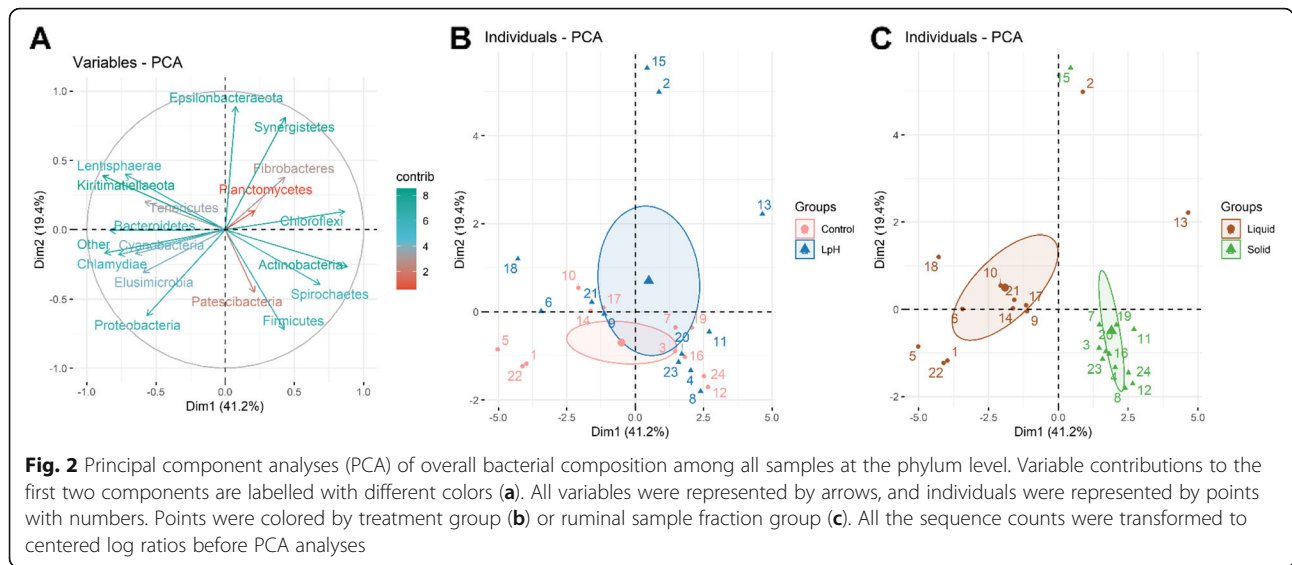 A
Variables - PCA
1.0
0.5
0.0
-0.5
-1.0
Dim2 (19.4%)
Epsilonbacteraeota
Synergistetes
Lentisphaerae
Fibrobacteres
Kiritimatiellaeota
Planctomycetes
Tenericutes
Chloroflexi
Bacteroidetes
Other
Cyanobacteria
Chlamydiae
Actinobacteria
Elusimicrobia
Spirochaetes
Patescibacteria
Proteobacteria
Firmicutes
-1.0 -0.5 0.0 0.5 1.0
Dim1 (41.2%)
contrib
8
6
4
2
B
Individuals - PCA
4
2
0
-2
Dim2 (19.4%)
15
2
13
18
10
21
17
6
14
9
7
9
20
11
3
16
5
1
23
22
4
24
8
12
-5.0 -2.5 0.0 2.5 5.0
Dim1 (41.2%)
Groups
Control
LpH
C
Individuals - PCA
4
2
0
-2
Dim2 (19.4%)
15
2
13
18
10
21
17
6
14
9
7
19
20
11
3
16
5
1
23
22
4
24
8
12
-5.0 -2.5 0.0 2.5 5.0
Dim1 (41.2%)
Groups
Liquid
Solid
Fig. 2 Principal component analyses (PCA) of overall bacterial composition among all samples at the phylum level. Variable contributions to the
first two components are labelled with different colors (a). All variables were represented by arrows, and individuals were represented by points
with numbers. Points were colored by treatment group (b) or ruminal sample fraction group (c). All the sequence counts were transformed to
centered log ratios before PCA analyses